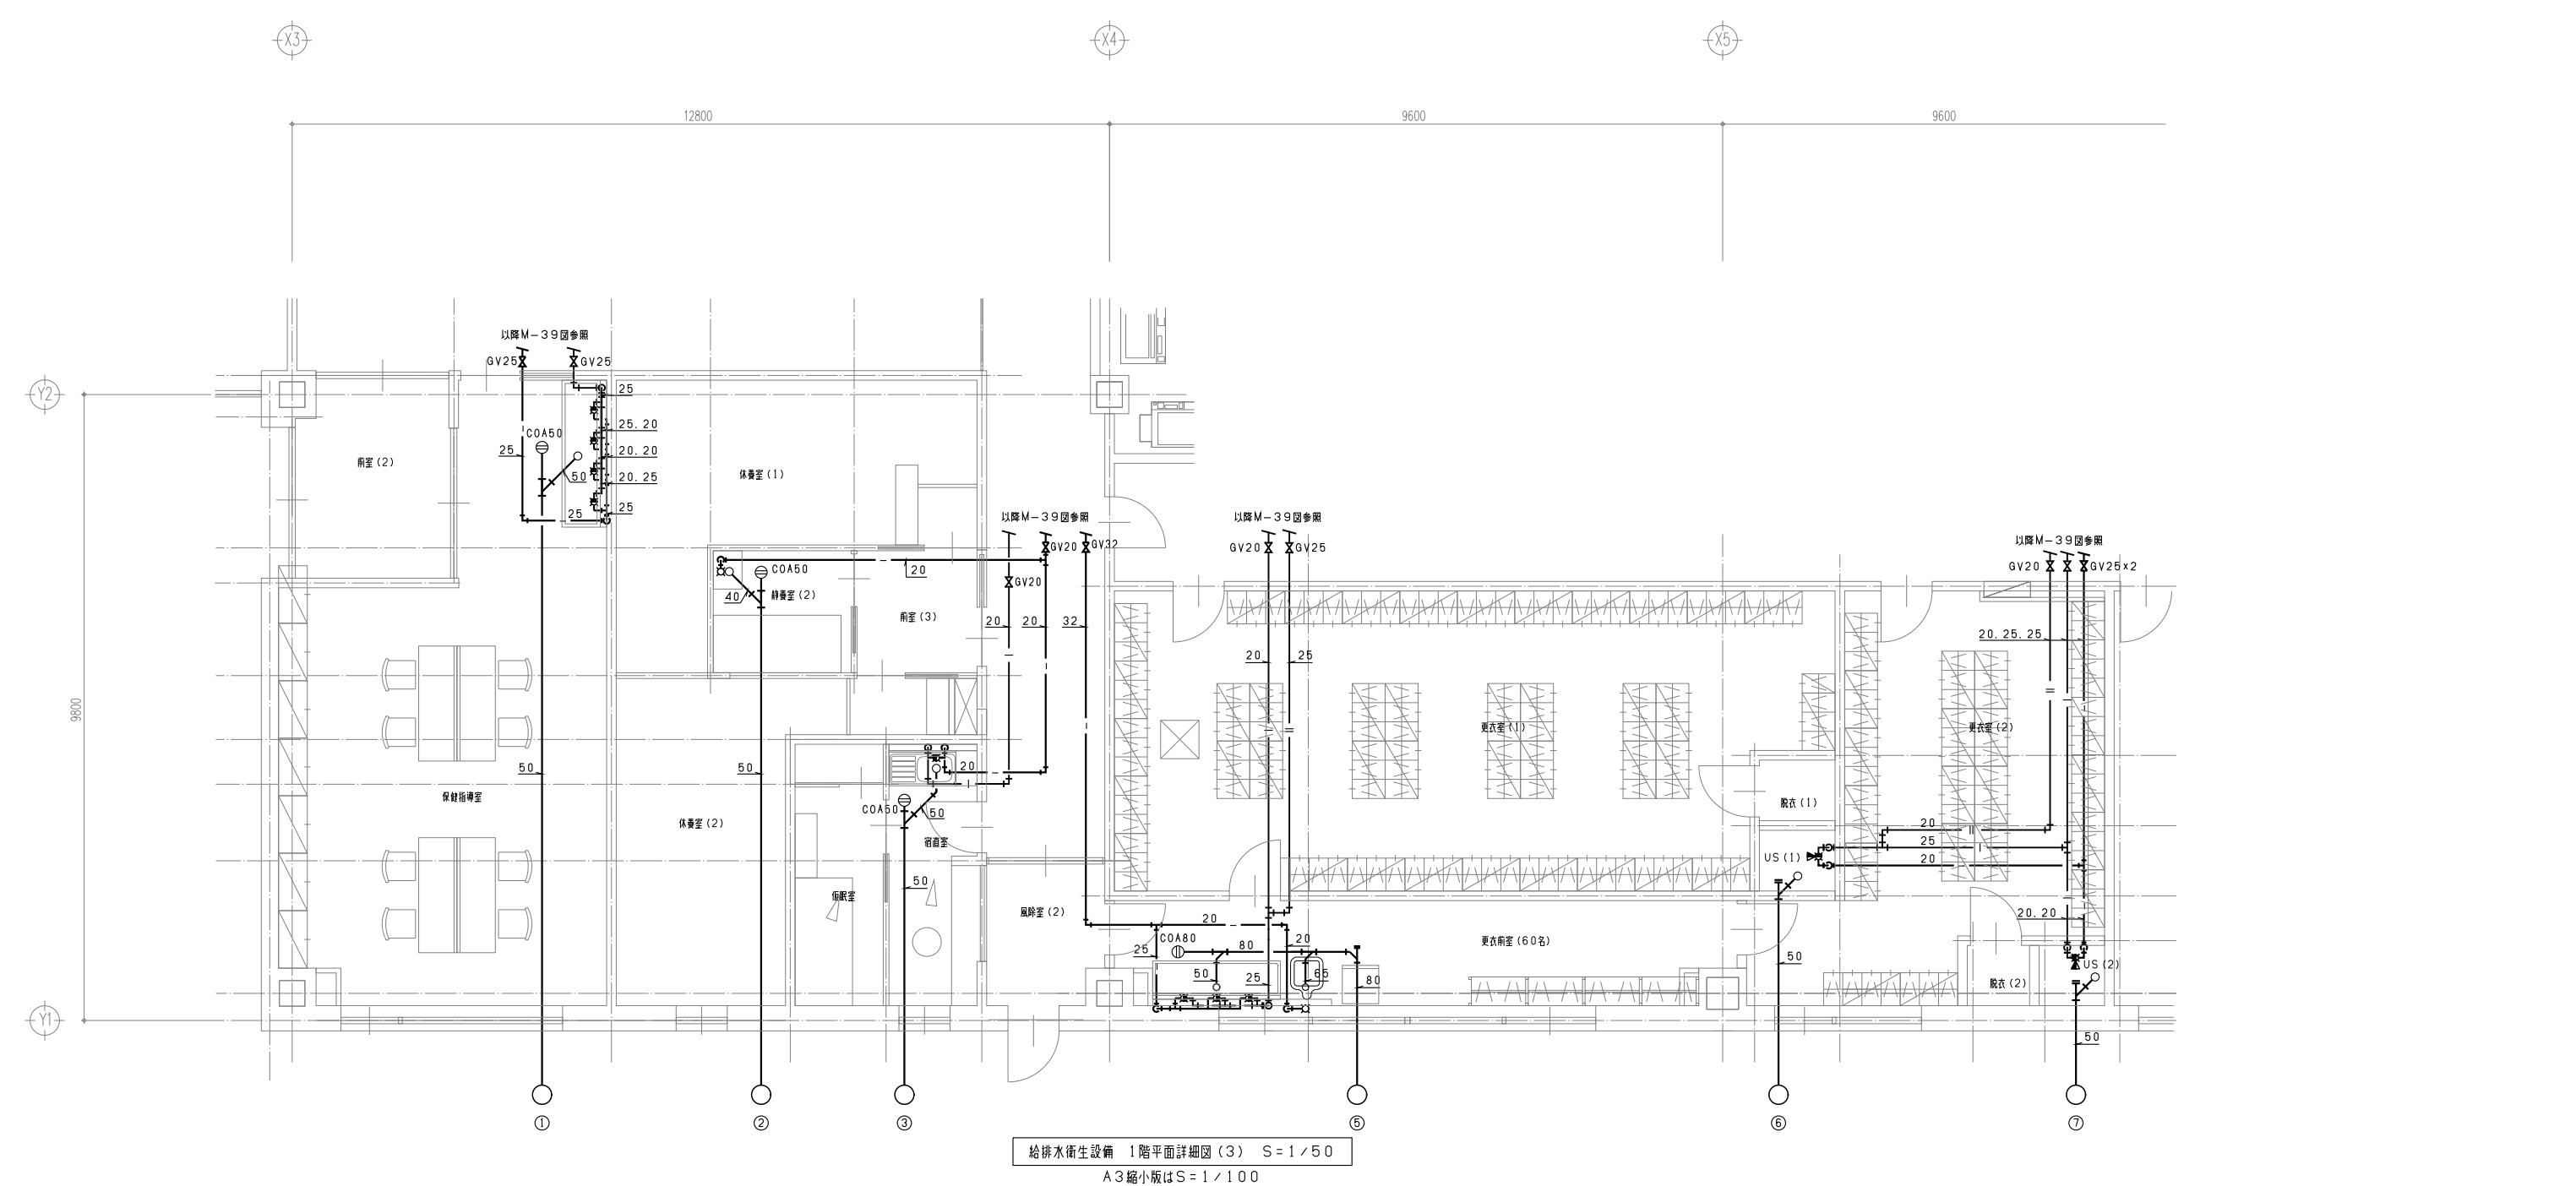 X3
X4
X5
12800
9600
9600
以降M-39図参照
GV25
GV25
Y2
25
25.20
COA50
25
20.20
前室(2)
休養室(1)
50
20.25
25
25
以降M-39図参照
以降M-39図参照
GV20
GV32
GV20
GV25
以降M-39図参照
20
COA50
GV20
GV20
GV25×2
40
静養室(2)
前室(3)
20
20
32
20.25.25
20
25
9800
更衣室(1)
更衣室(2)
50
50
20
保健指導室
脱衣(1)
COA50
50
休養室(2)
20
宿直室
25
US(1)
20
50
仮眠室
風除室(2)
20
20.20
COA80
20
更衣前室(60名)
25
80
50
US(2)
50
25
65
80
脱衣(2)
Y1
50
①
②
③
⑤
⑥
⑦
給排水衛生設備 1階平面詳細図(3) S=1/50
A3縮小版はS=1/100